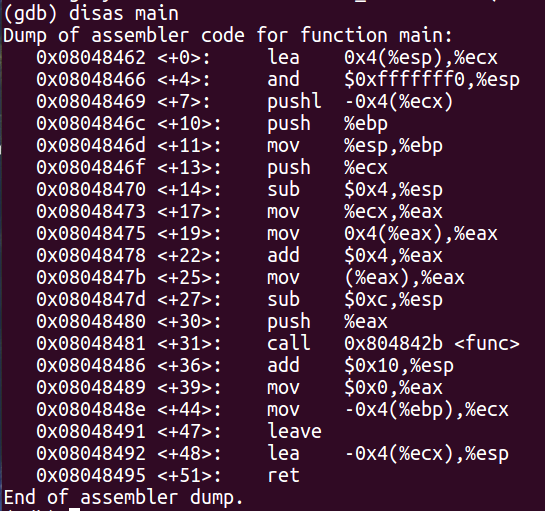 (gdb) disas main
Dump of assembler code for function main:
   0x08048462 <+0>:	lea    0x4(%esp),%ecx
   0x08048466 <+4>:	and    $0xfffffff0,%esp
   0x08048469 <+7>:	pushl  -0x4(%ecx)
   0x0804846c <+10>:	push   %ebp
   0x0804846d <+11>:	mov    %esp,%ebp
   0x0804846f <+13>:	push   %ecx
   0x08048470 <+14>:	sub    $0x4,%esp
   0x08048473 <+17>:	mov    %ecx,%eax
   0x08048475 <+19>:	mov    0x4(%eax),%eax
   0x08048478 <+22>:	add    $0x4,%eax
   0x0804847b <+25>:	mov    (%eax),%eax
   0x0804847d <+27>:	sub    $0xc,%esp
   0x08048480 <+30>:	push   %eax
   0x08048481 <+31>:	call   0x804842b <func>
   0x08048486 <+36>:	add    $0x10,%esp
   0x08048489 <+39>:	mov    $0x0,%eax
   0x0804848e <+44>:	mov    -0x4(%ebp),%ecx
   0x08048491 <+47>:	leave
   0x08048492 <+48>:	lea    -0x4(%ecx),%esp
   0x08048495 <+51>:	ret
End of assembler dump.